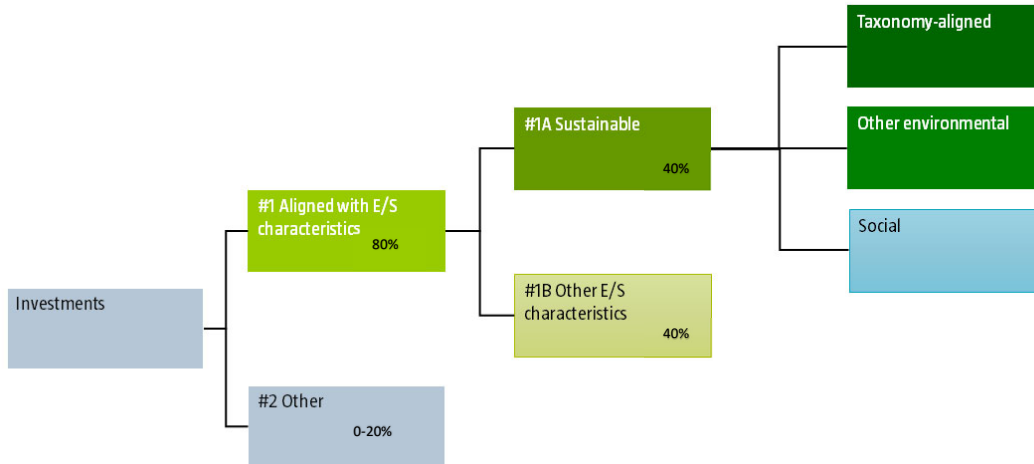 Taxonomy-aligned
#1A Sustainable
40%
Other environmental
#1 Aligned with E/S
characteristics
80%
Social
Investments
#1B Other E/S
characteristics
40%
#2 Other
0-20%